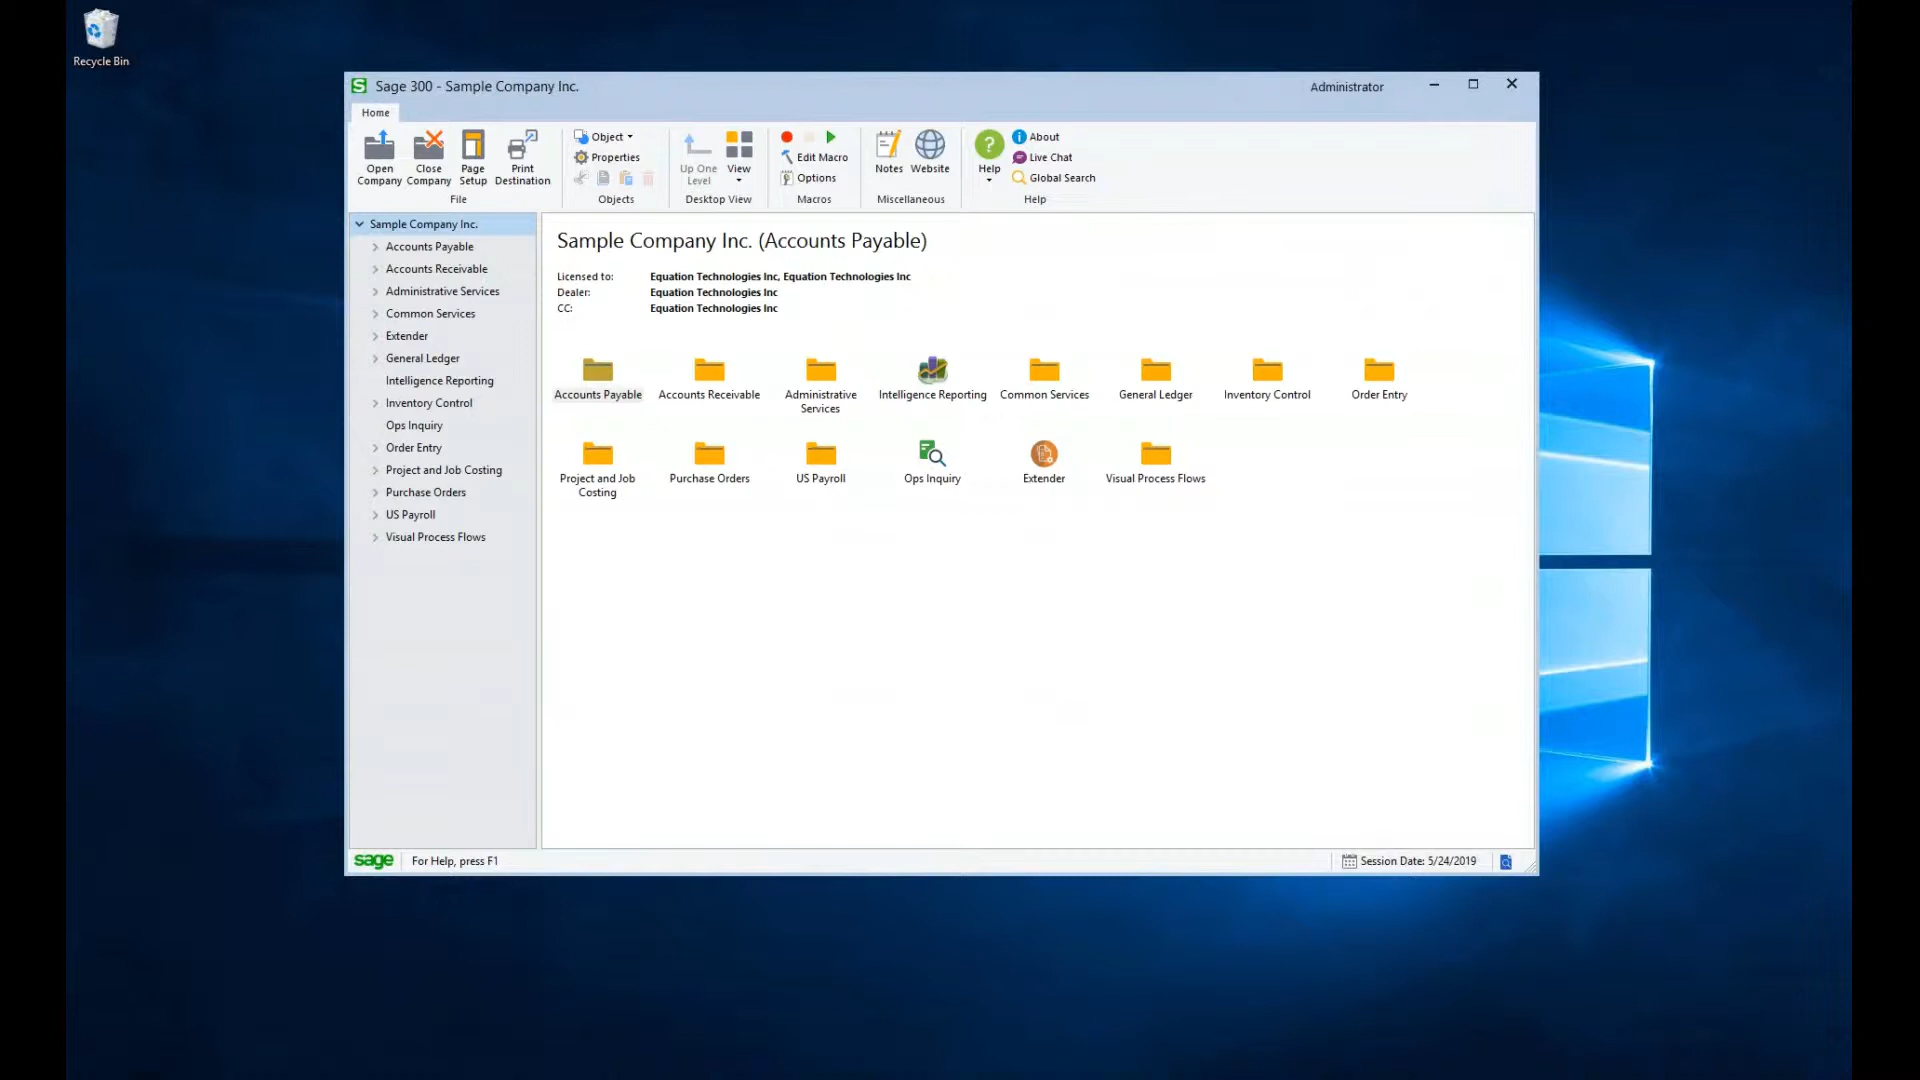 Recycle Bin
Sage 300 - Sample Company Inc.
Administrator
Home
Open Company
Close Company
Page Setup
Print Destination
File
Object
Properties
Objects
Up One Level
View
Desktop View
Edit Macro
Options
Macros
Notes
Website
Miscellaneous
Help
About
Live Chat
Global Search
Help
Sample Company Inc.
Accounts Payable
Accounts Receivable
Administrative Services
Common Services
Extender
General Ledger
Intelligence Reporting
Inventory Control
Ops Inquiry
Order Entry
Project and Job Costing
Purchase Orders
US Payroll
Visual Process Flows
Sample Company Inc. (Accounts Payable)
Licensed to: Equation Technologies Inc, Equation Technologies Inc
Dealer: Equation Technologies Inc
CC: Equation Technologies Inc
Accounts Payable
Accounts Receivable
Administrative
Services
Intelligence Reporting
Common Services
General Ledger
Inventory Control
Order Entry
Project and Job
Costing
Purchase Orders
US Payroll
Ops Inquiry
Extender
Visual Process Flows
sage
For Help, press F1
Session Date: 5/24/2019